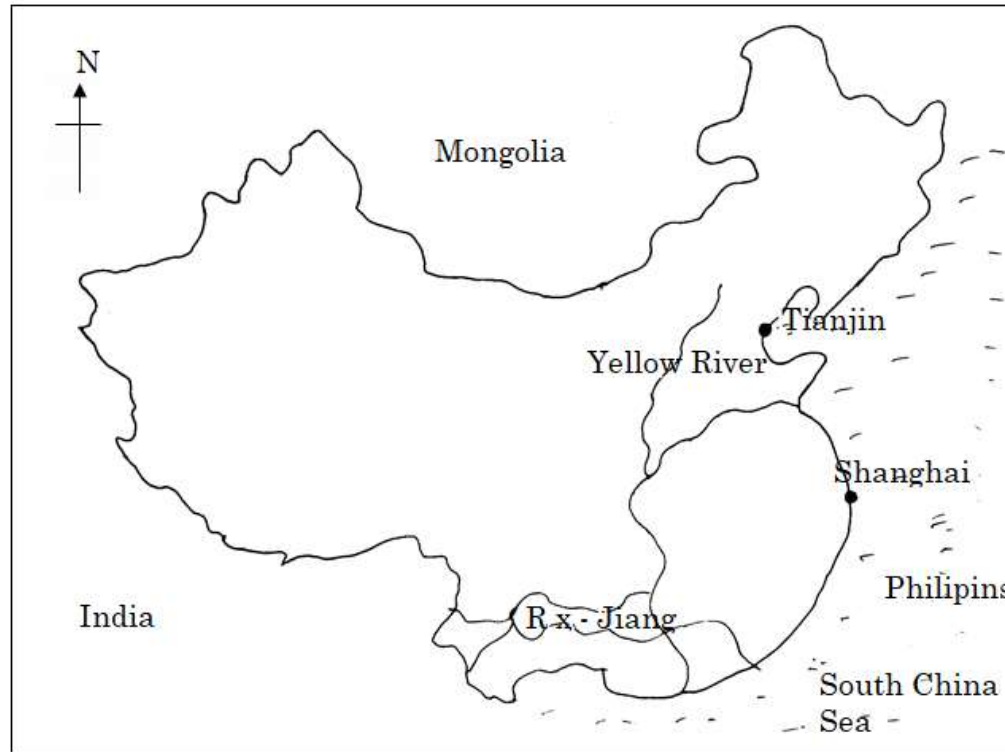 N
Mongolia
Tianjin
Yellow River
Shanghai
Philipins
India
R x - Jiang
South China
Sea